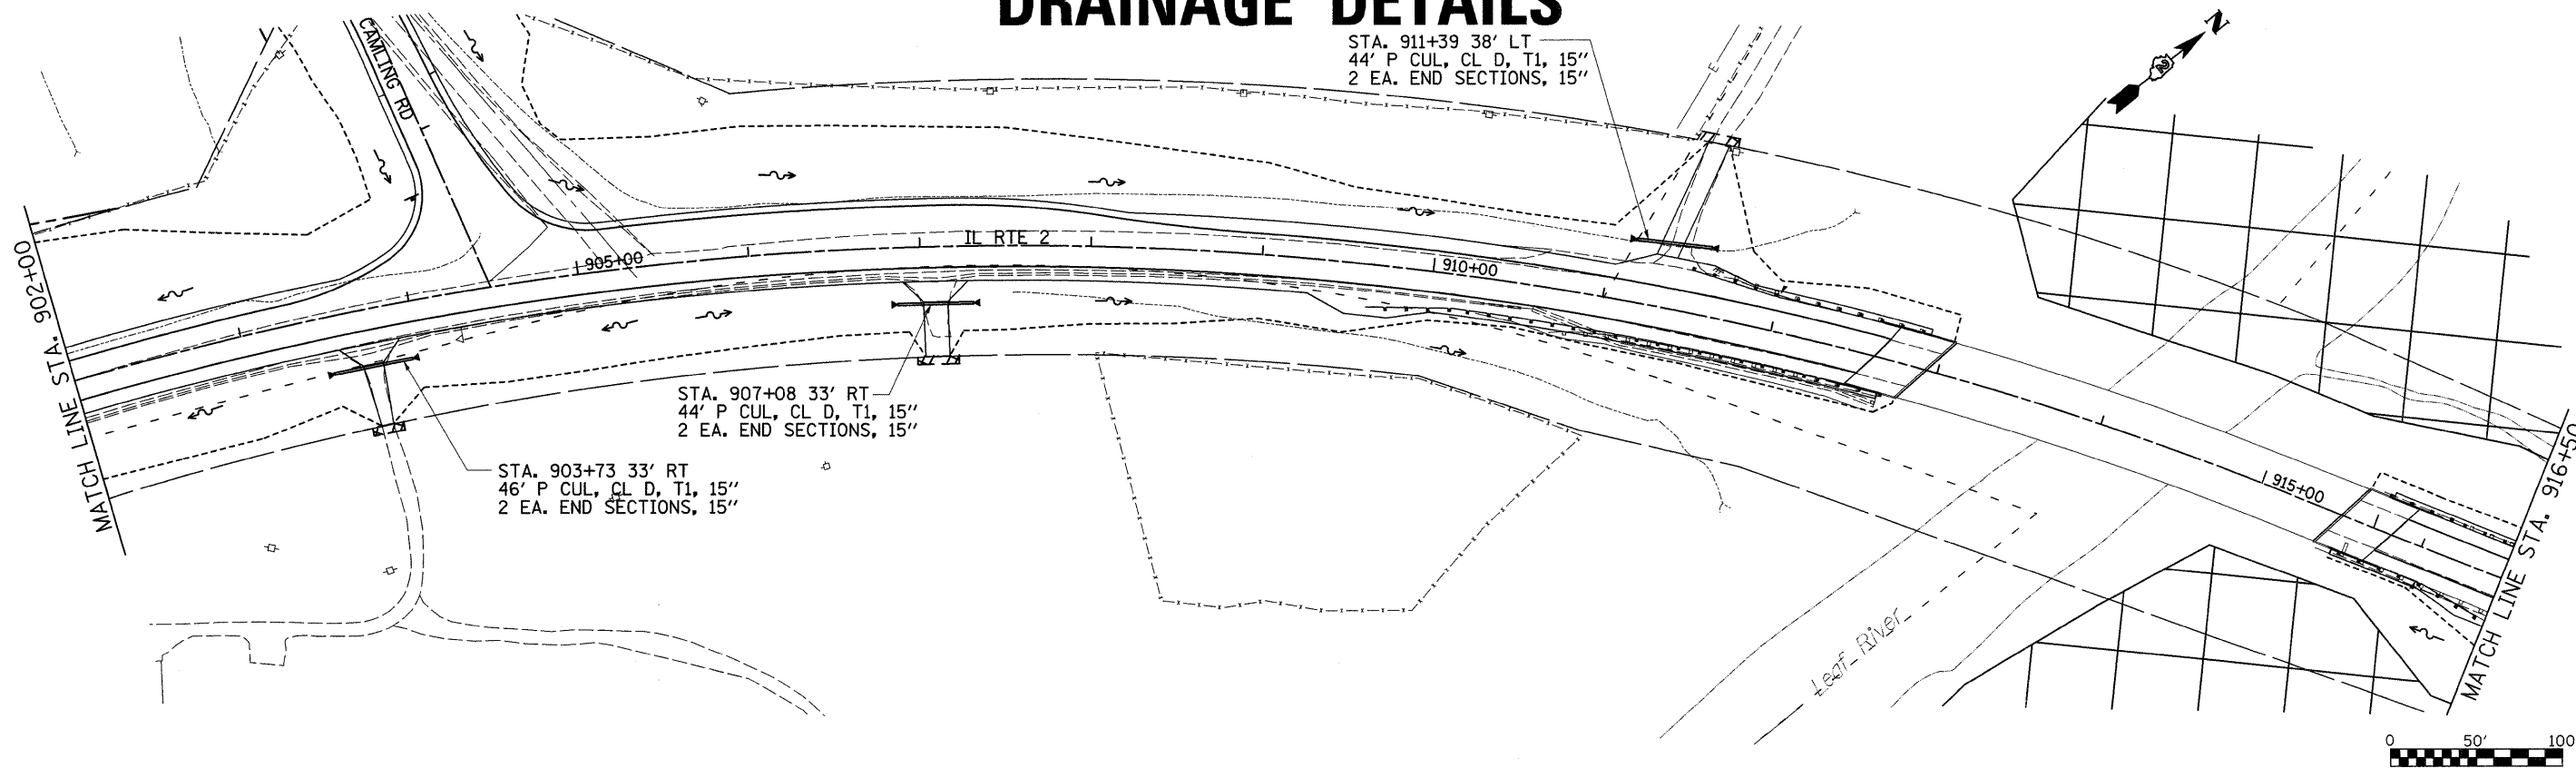 DRAINAGE DETAILS
N
CAMLING RD
STA. 911+39 38' LT
44' P CUL, CL D, T1, 15"
2 EA. END SECTIONS, 15"
E
IL RTE 2
905+00
910+00
MATCH LINE STA. 902+00
STA. 907+08 33' RT
44' P CUL, CL D, T1, 15"
2 EA. END SECTIONS, 15"
STA. 903+73 33' RT
46' P CUL, CL D, T1, 15"
2 EA. END SECTIONS, 15"
915+00
Leaf River
MATCH LINE STA. 916+50
0 50' 100